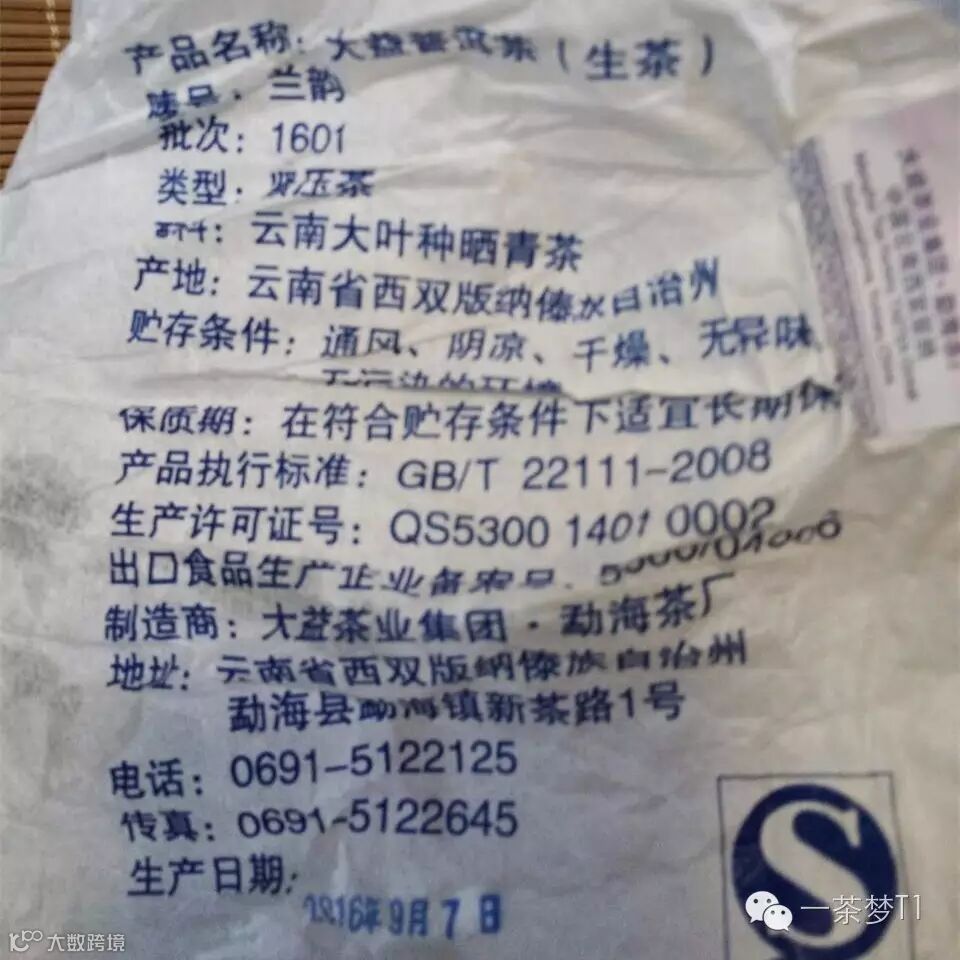 产品名称：大益普洱茶（生茶）
唛号：兰韵
批次：1601
类型：紧压茶
云南大叶种晒青茶
产地：云南省西双版纳傣族自治州
贮存条件：通风、阴凉、干燥、无异味、
无污染的环境
保质期：在符合贮存条件下适宜长期保
产品执行标准：GB/T 22111-2008
生产许可证号：QS5300 1401 0002
出口食品生产企业备案号：
制造商：大益茶业集团·勐海茶厂
地址：云南省西双版纳傣族自治州
勐海县勐海镇新茶路1号
电话：0691-5122125
传真：0691-5122645
生产日期：
2016年9月7日
一茶梦T1
大数跨境